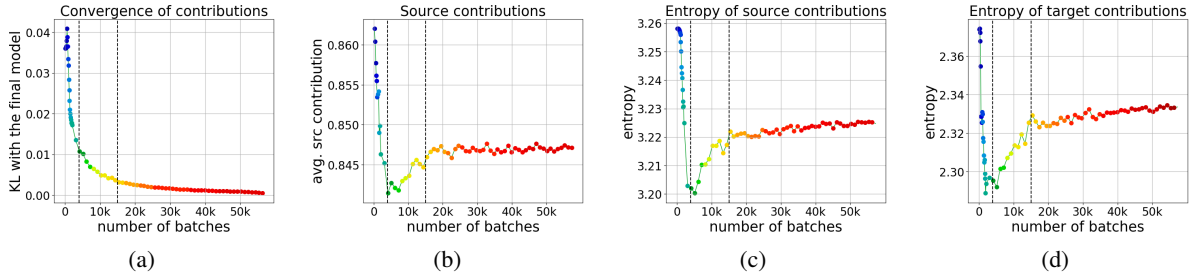 Convergence of contributions
KL with the final model
0.04
0.03
0.02
0.01
0.00
0
10k
20k
30k
40k
50k
number of batches
(a)
Source contributions
avg. src contribution
0.860
0.855
0.850
0.845
0
10k
20k
30k
40k
50k
number of batches
(b)
Entropy of source contributions
entropy
3.26
3.25
3.24
3.23
3.22
3.21
3.20
0
10k
20k
30k
40k
50k
number of batches
(c)
Entropy of target contributions
entropy
2.36
2.34
2.32
2.30
0
10k
20k
30k
40k
50k
number of batches
(d)